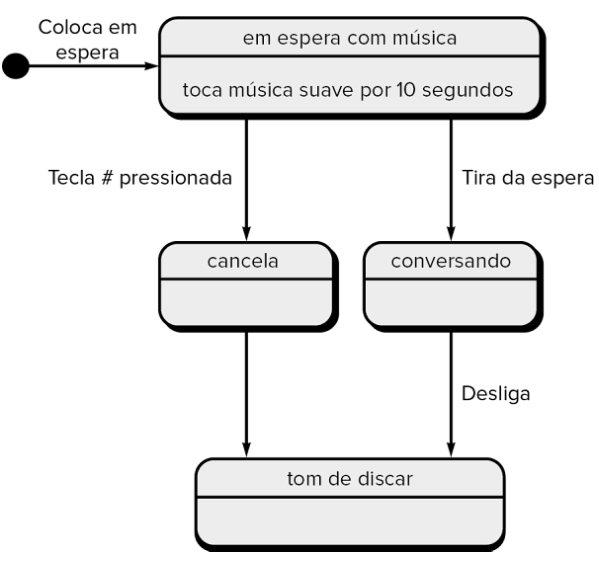 Coloca em
espera
em espera com música
toca música suave por 10 segundos
Tecla # pressionada
Tira da espera
cancela
conversando
Desliga
tom de discar